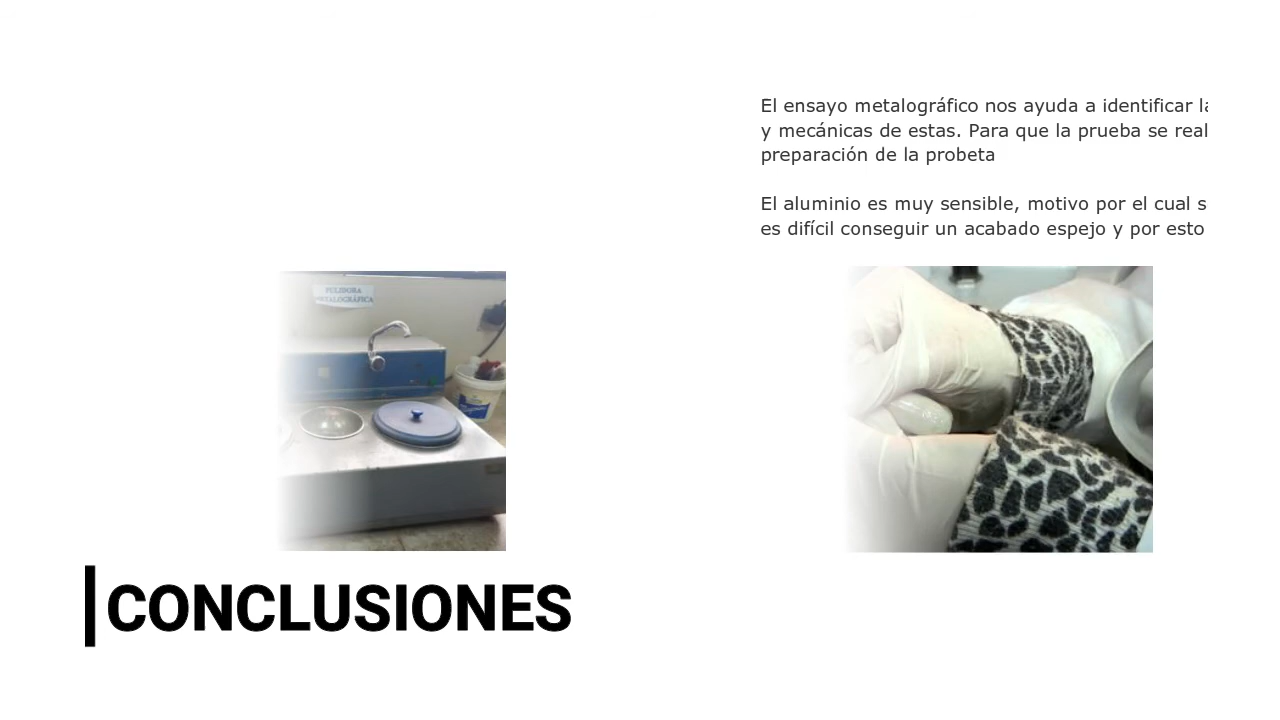 El ensayo metalográfico nos ayuda a identificar la
y mecánicas de estas. Para que la prueba se real
preparación de la probeta
El aluminio es muy sensible, motivo por el cual s
es difícil conseguir un acabado espejo y por esto
PULIDORA
METALOGRÁFICA
CONCLUSIONES